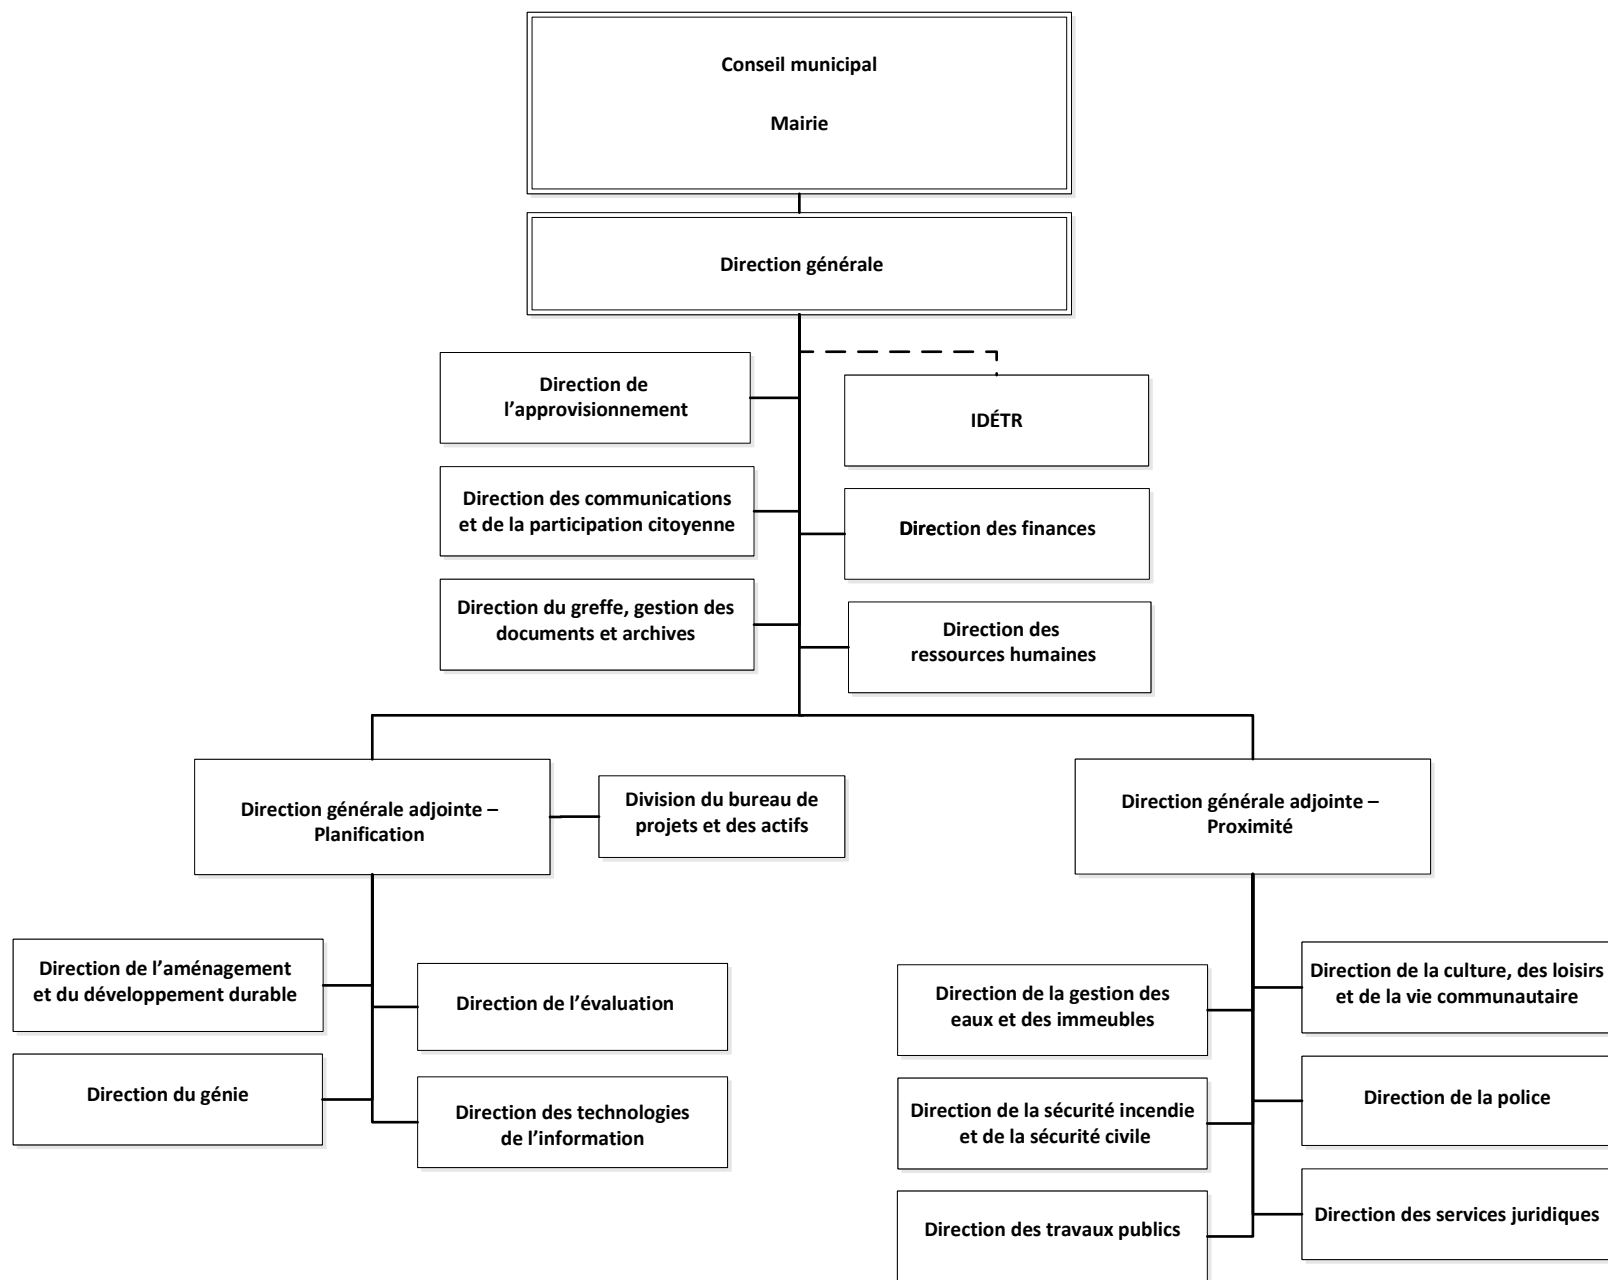 Conseil municipal
Mairie
Direction générale
Direction de
l’approvisionnement
IDÉTR
Direction des communications
et de la participation citoyenne
Direction des finances
Direction du greffe, gestion des
documents et archives
Direction des
ressources humaines
Direction générale adjointe –
Planification
Division du bureau de
projets et des actifs
Direction générale adjointe –
Proximité
Direction de l’aménagement
et du développement durable
Direction de l’évaluation
Direction du génie
Direction des technologies
de l’information
Direction de la gestion des
eaux et des immeubles
Direction de la culture, des loisirs
et de la vie communautaire
Direction de la sécurité incendie
et de la sécurité civile
Direction de la police
Direction des travaux publics
Direction des services juridiques